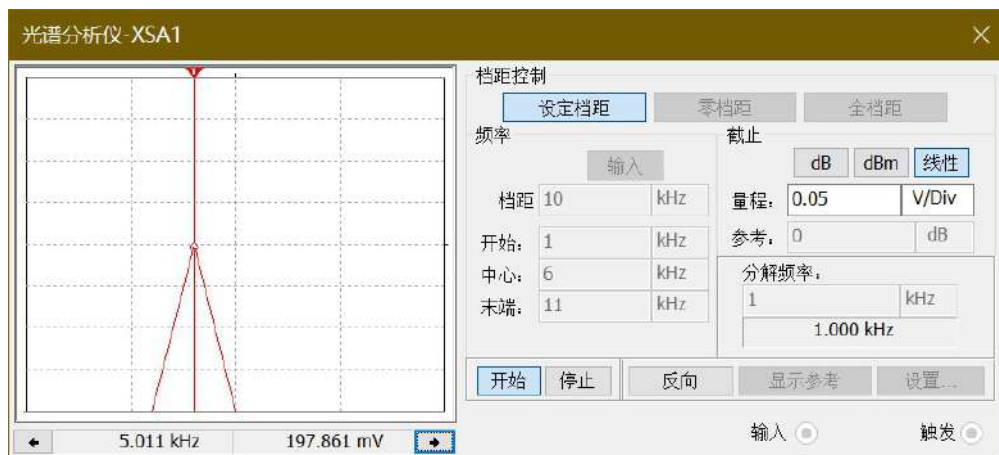 光谱分析仪-XSA1
档距控制
设定档距 零档距 全档距
频率
输入
档距 10 kHz
开始: 1 kHz
中心: 6 kHz
末端: 11 kHz
截止
dB dBm 线性
量程: 0.05 V/Div
参考: 0 dB
分解频率:
1 kHz
1.000 kHz
开始 停止 反向 显示参考 设置...
5.011 kHz 197.861 mV
输入 触发